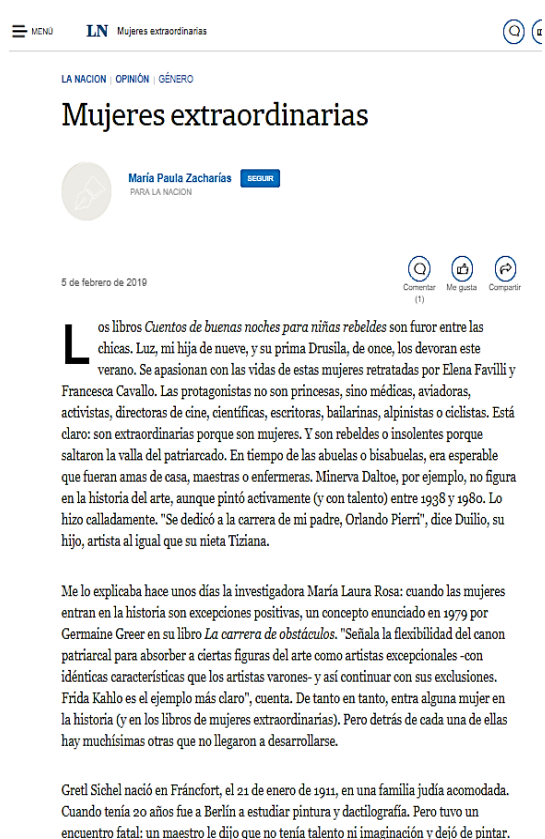 MENÚ
LN Mujeres extraordinarias
LA NACION | OPINIÓN | GÉNERO
Mujeres extraordinarias
María Paula Zacharías SEGUIR
PARA LA NACION
5 de febrero de 2019
Comentar Me gusta Compartir
(1)
Los libros Cuentos de buenas noches para niñas rebeldes son furor entre las
chicas. Luz, mi hija de nueve, y su prima Drusila, de once, los devoran este
verano. Se apasionan con las vidas de estas mujeres retratadas por Elena Favilli y
Francesca Cavallo. Las protagonistas no son princesas, sino médicas, aviadoras,
activistas, directoras de cine, científicas, escritoras, bailarinas, alpinistas o ciclistas. Está
claro: son extraordinarias porque son mujeres. Y son rebeldes o insolentes porque
saltaron la valla del patriarcado. En tiempo de las abuelas o bisabuelas, era esperable
que fueran amas de casa, maestras o enfermeras. Minerva Daltoe, por ejemplo, no figura
en la historia del arte, aunque pintó activamente (y con talento) entre 1938 y 1980. Lo
hizo calladamente. "Se dedicó a la carrera de mi padre, Orlando Pierri", dice Duilio, su
hijo, artista al igual que su nieta Tiziana.
Me lo explicaba hace unos días la investigadora María Laura Rosa: cuando las mujeres
entran en la historia son excepciones positivas, un concepto enunciado en 1979 por
Germaine Greer en su libro La carrera de obstáculos. "Señala la flexibilidad del canon
patriarcal para absorber a ciertas figuras del arte como artistas excepcionales -con
idénticas características que los artistas varones- y así continuar con sus exclusiones.
Frida Kahlo es el ejemplo más claro", cuenta. De tanto en tanto, entra alguna mujer en
la historia (y en los libros de mujeres extraordinarias). Pero detrás de cada una de ellas
hay muchísimas otras que no llegaron a desarrollarse.
Gretl Sichel nació en Fráncfort, el 21 de enero de 1911, en una familia judía acomodada.
Cuando tenía 20 años fue a Berlín a estudiar pintura y dactilografía. Pero tuvo un
encuentro fatal: un maestro le dijo que no tenía talento ni imaginación y dejó de pintar.